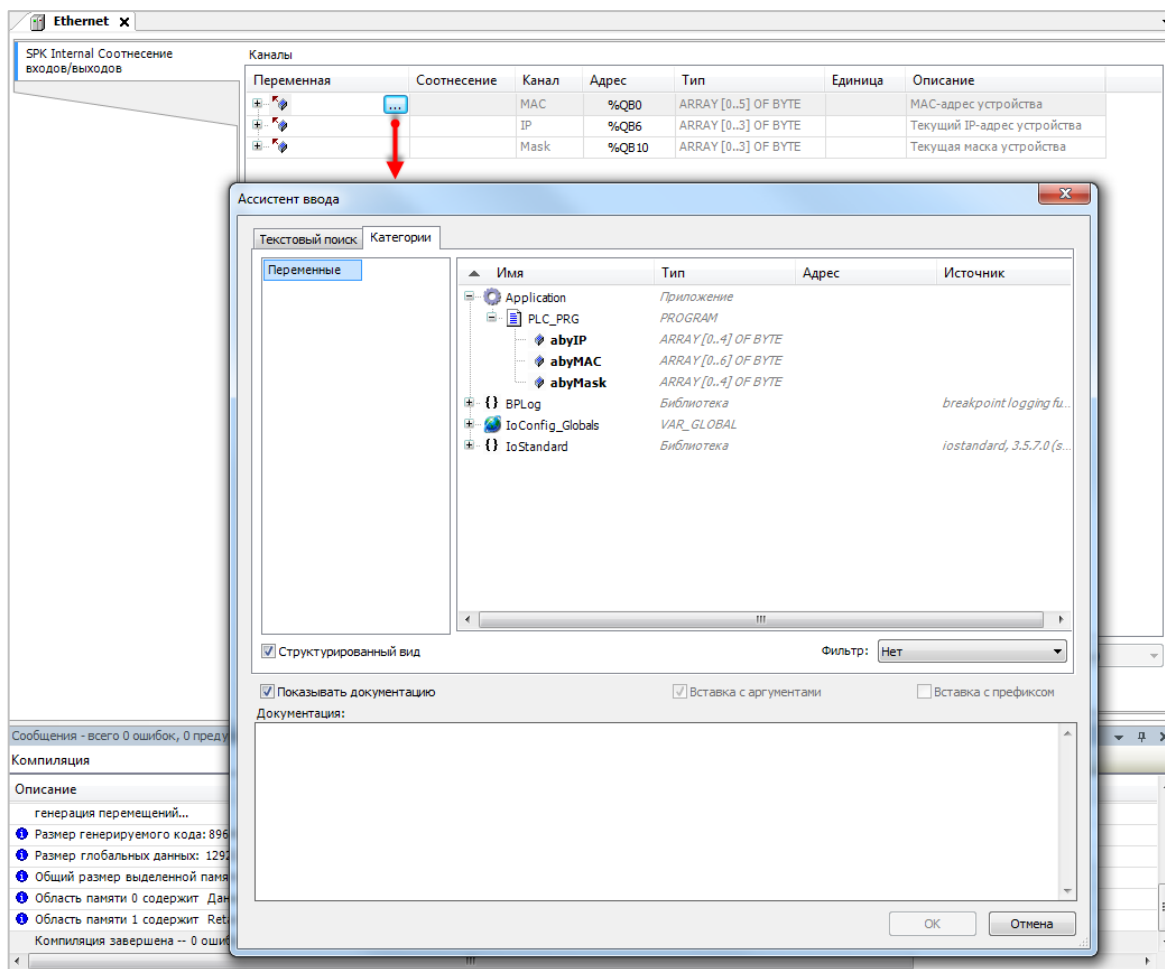 Ethernet
SPK Internal Соотнесение
входов/выходов
Каналы
Переменная Соотнесение Канал Адрес Тип Единица Описание
... MAC %QB0 ARRAY [0..5] OF BYTE MAC-адрес устройства
IP %QB6 ARRAY [0..3] OF BYTE Текущий IP-адрес устройства
Mask %QB10 ARRAY [0..3] OF BYTE Текущая маска устройства
Ассистент ввода
Текстовый поиск Категории
Переменные
Имя Тип Адрес Источник
Application Приложение
PLC_PRG PROGRAM
abyIP ARRAY [0..4] OF BYTE
abyMAC ARRAY [0..6] OF BYTE
abyMask ARRAY [0..4] OF BYTE
BPLog Библиотека breakpoint logging fu...
IoConfig_Globals VAR_GLOBAL
IoStandard Библиотека iostandard, 3.5.7.0 (s...
Структурированный вид Фильтр: Нет
Показывать документацию Вставка с аргументами Вставка с префиксом
Документация:
OK Отмена
Сообщения - всего 0 ошибок, 0 преду
Компиляция
Описание
генерация перемещений...
Размер генерируемого кода: 896
Размер глобальных данных: 1292
Общий размер выделенной памя
Область памяти 0 содержит Дан
Область памяти 1 содержит Ret
Компиляция завершена -- 0 ошиб